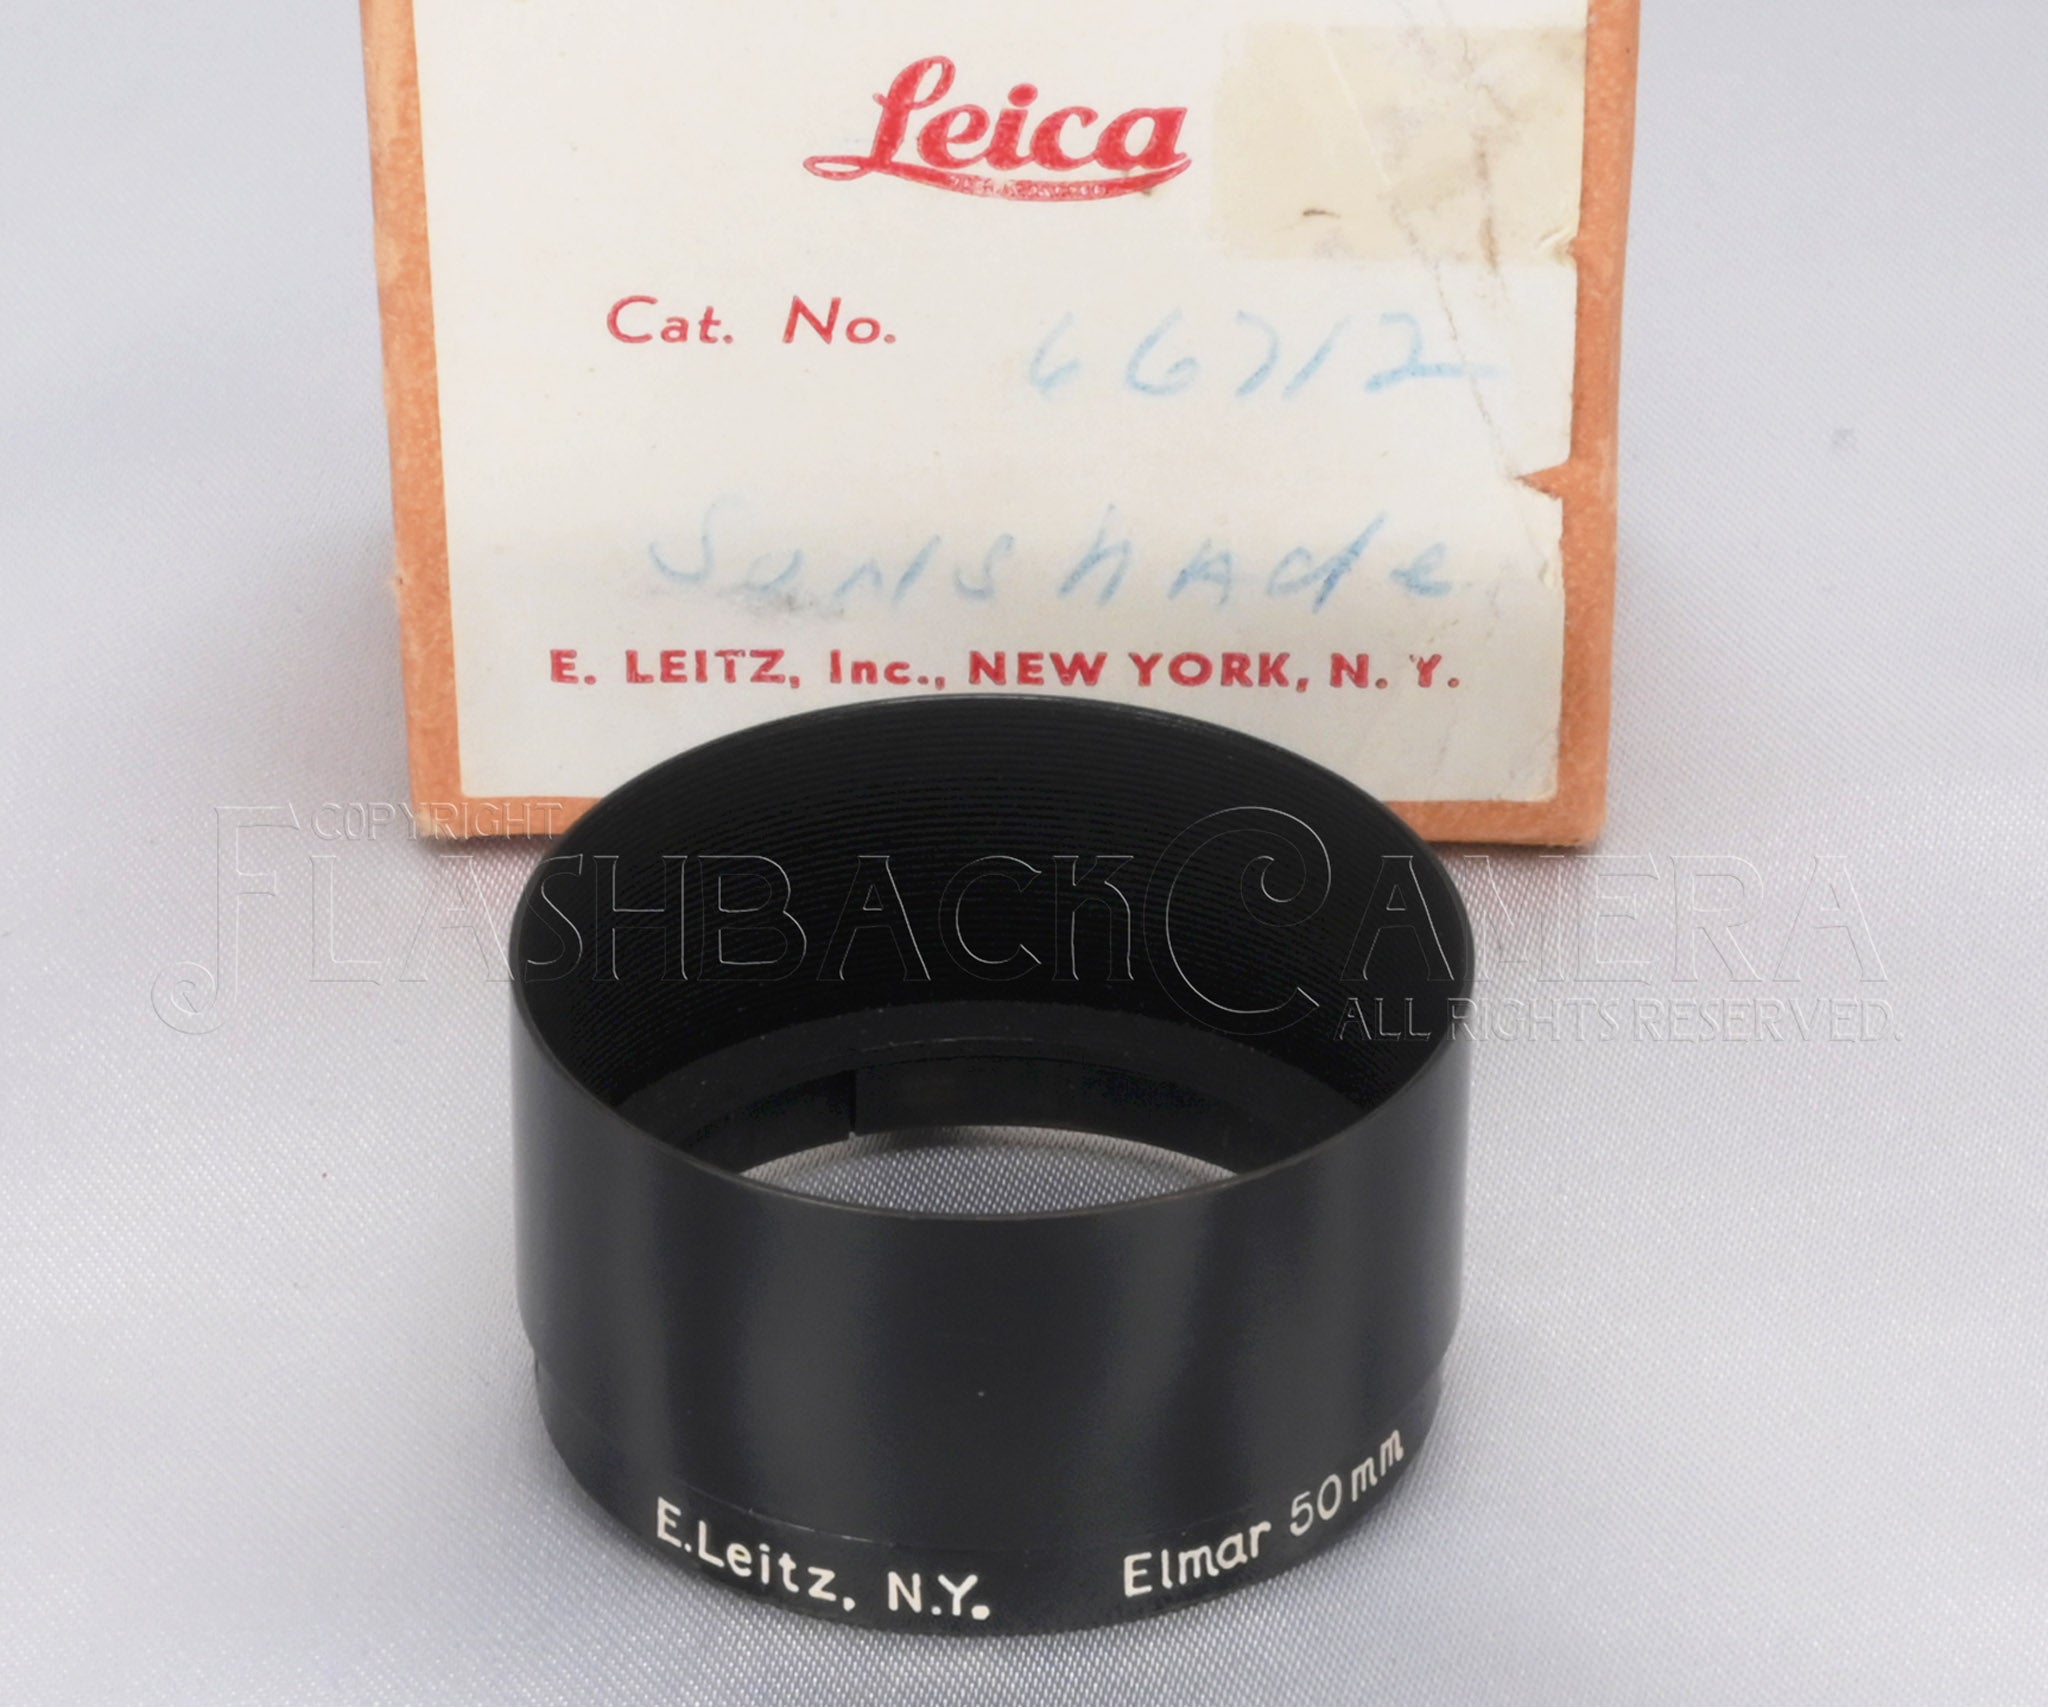 Leica
Cat. No. 66712
Sunshade
E. LEITZ, Inc., NEW YORK, N. Y.
COPYRIGHT
FLASHBACK CAMERA
ALL RIGHTS RESERVED.
E.Leitz, N.Y. Elmar 50mm